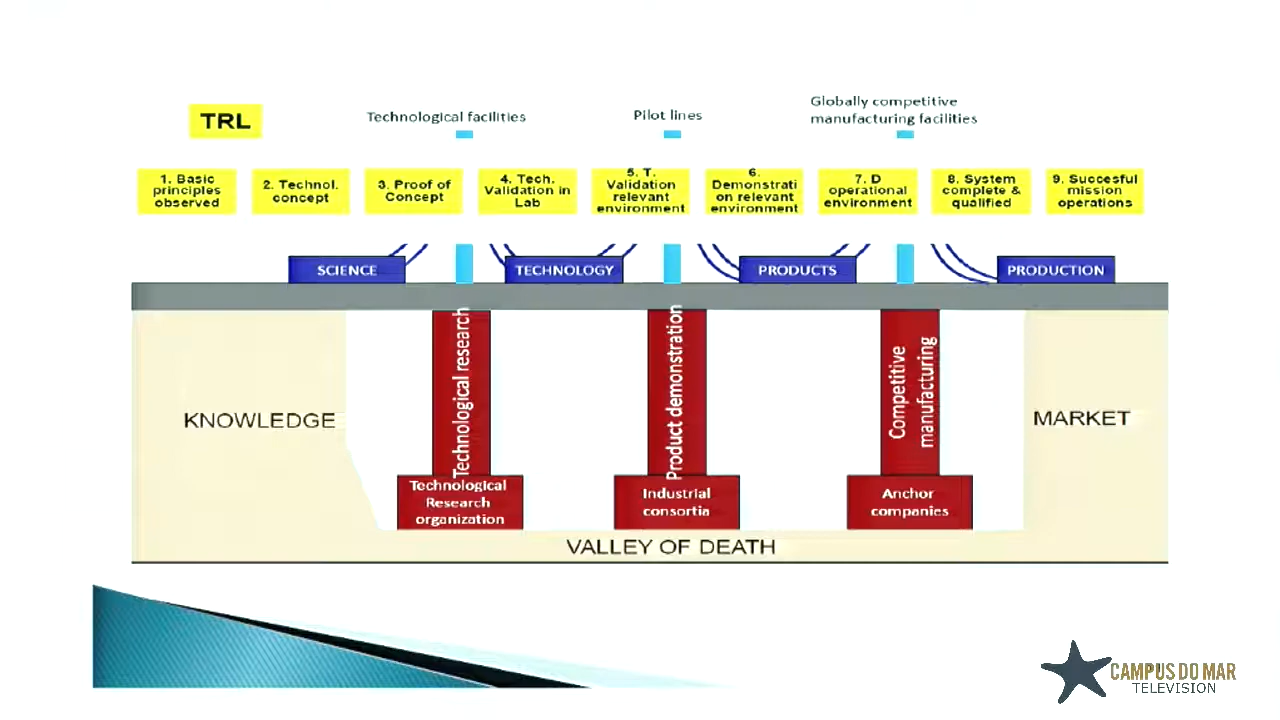 TRL
Technological facilities
Pilot lines
Globally competitive
manufacturing facilities
1. Basic
principles
observed
2. Technol.
concept
3. Proof of
Concept
4. Tech.
Validation in
Lab
5. T.
Validation
relevant
environment
6.
Demonstrati
on relevant
environment
7. D
operational
environment
8. System
complete &
qualified
9. Succesful
mission
operations
SCIENCE
TECHNOLOGY
PRODUCTS
PRODUCTION
KNOWLEDGE
Technological research
Product demonstration
Competitive
manufacturing
MARKET
Technological
Research
organization
Industrial
consortia
Anchor
companies
VALLEY OF DEATH
CAMPUS DO MAR
TELEVISION